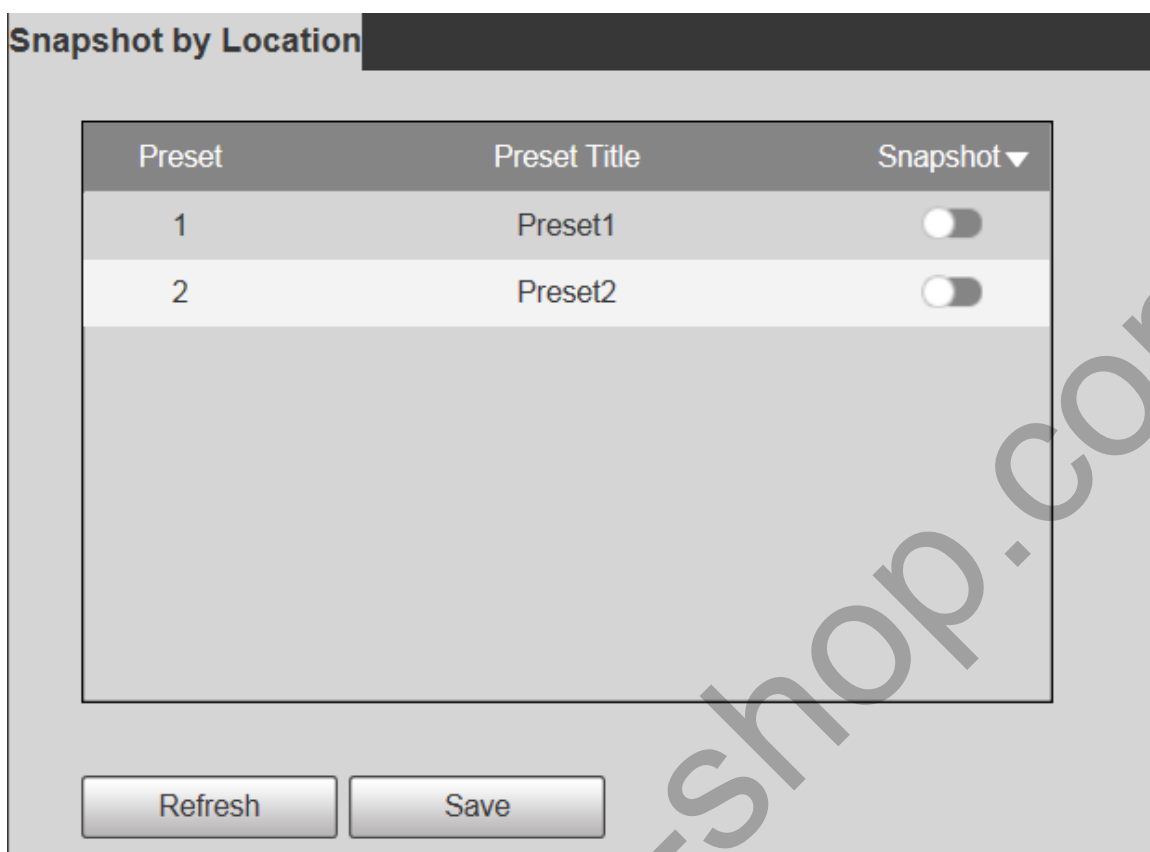 Snapshot by Location
Preset Preset Title Snapshot
1 Preset1
2 Preset2
Refresh Save
-shop.co